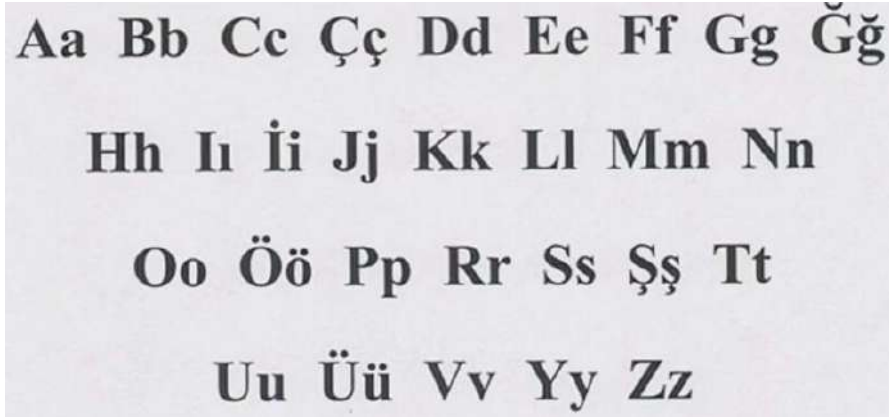 Aa Bb Cc Çç Dd Ee Ff Gg Ğğ
Hh Iı İi Jj Kk Ll Mm Nn
Oo Öö Pp Rr Ss Şş Tt
Uu Üü Vv Yy Zz